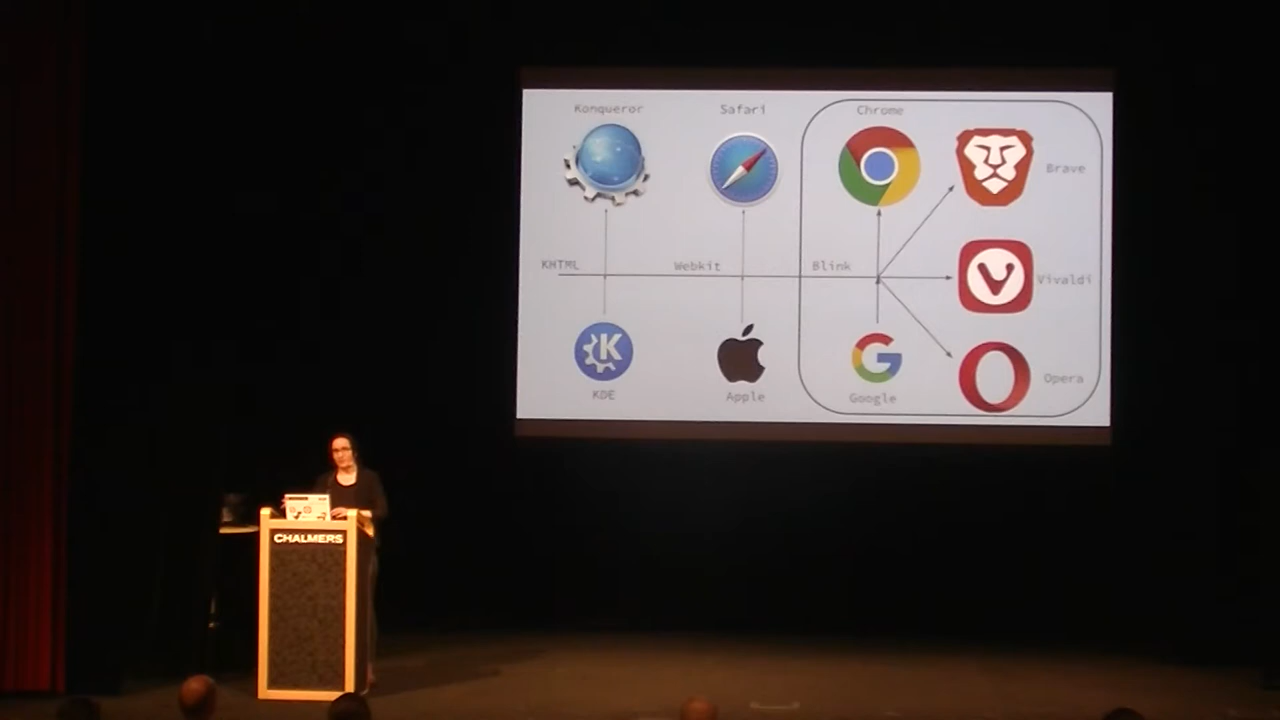 Konqueror
Safari
Chrome
Brave
KHTML
Webkit
Blink
Vivaldi
KDE
Apple
Google
Opera
CHALMERS